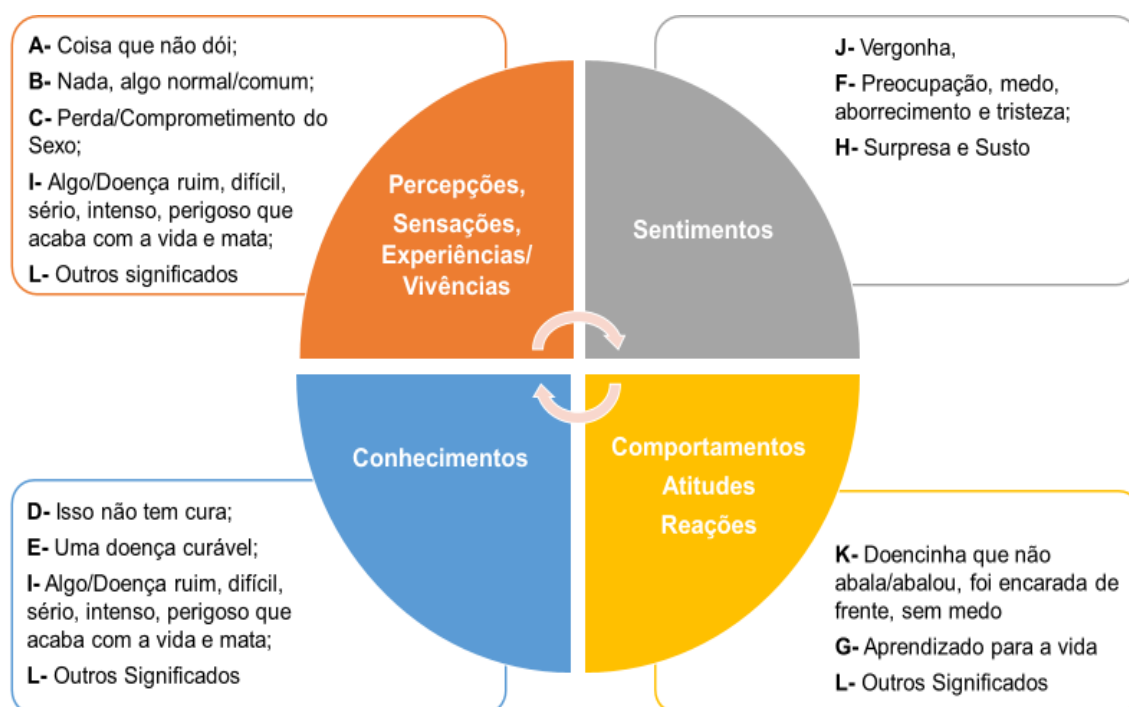 A- Coisa que não dói;
B- Nada, algo normal/comum;
C- Perda/Comprometimento do
Sexo;
I- Algo/Doença ruim, difícil,
sério, intenso, perigoso que
acaba com a vida e mata;
L- Outros significados
Percepções,
Sensações,
Experiências/
Vivências
Sentimentos
J- Vergonha,
F- Preocupação, medo,
aborrecimento e tristeza;
H- Surpresa e Susto
Conhecimentos
D- Isso não tem cura;
E- Uma doença curável;
I- Algo/Doença ruim, difícil,
sério, intenso, perigoso que
acaba com a vida e mata;
L- Outros Significados
Comportamentos
Atitudes
Reações
K- Doencinha que não
abala/abalou, foi encarada de
frente, sem medo
G- Aprendizado para a vida
L- Outros Significados